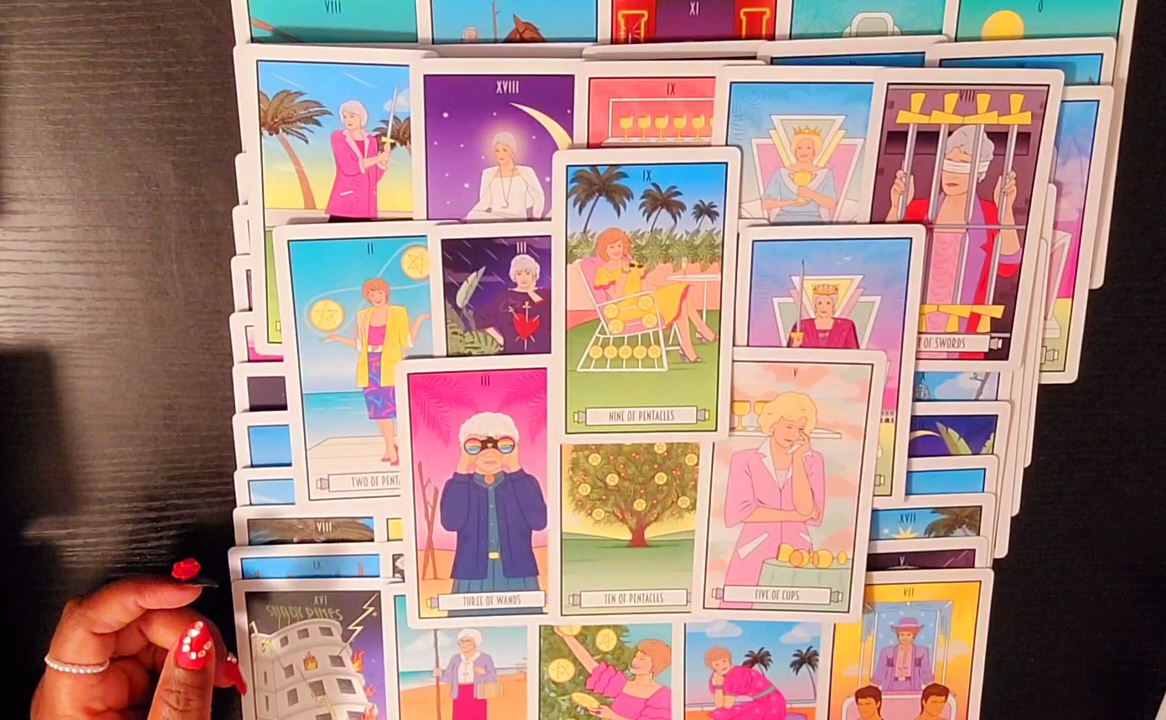 VIII
XI
0
XVIII
IX
VIII
IX
II
III
T OF SWORDS
NINE OF PENTACLES
III
V
TWO OF PENT
THREE OF WANDS
TEN OF PENTACLES
FIVE OF CUPS
VIII
XVII
IX
V
XVI
SHADY PINES
VII